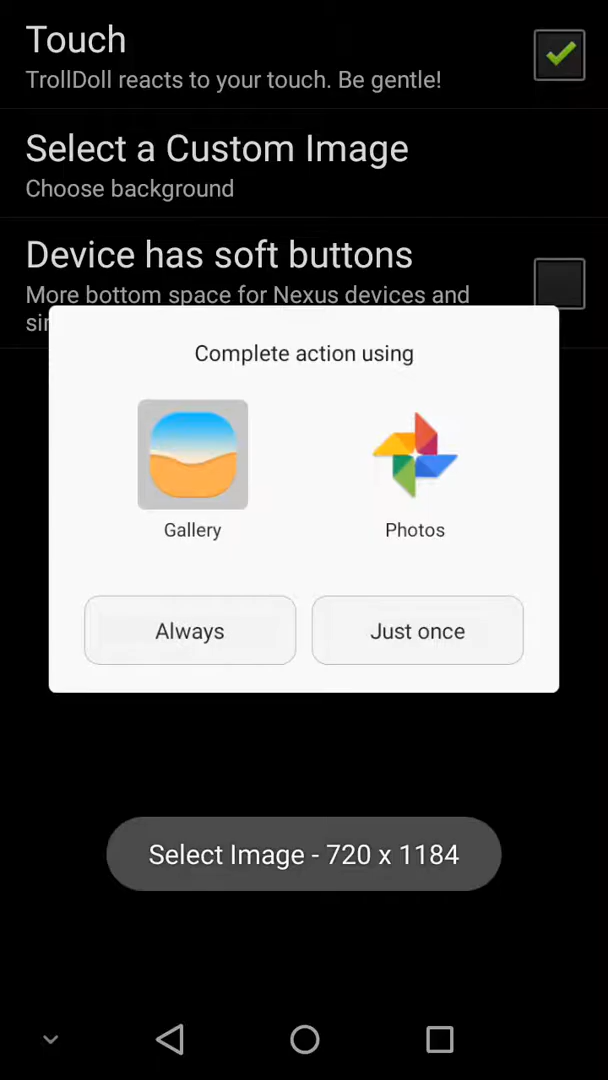 Touch
TrollDoll reacts to your touch. Be gentle!
Select a Custom Image
Choose background
Device has soft buttons
More bottom space for Nexus devices and
Complete action using
Gallery
Photos
Always
Just once
Select Image - 720 x 1184